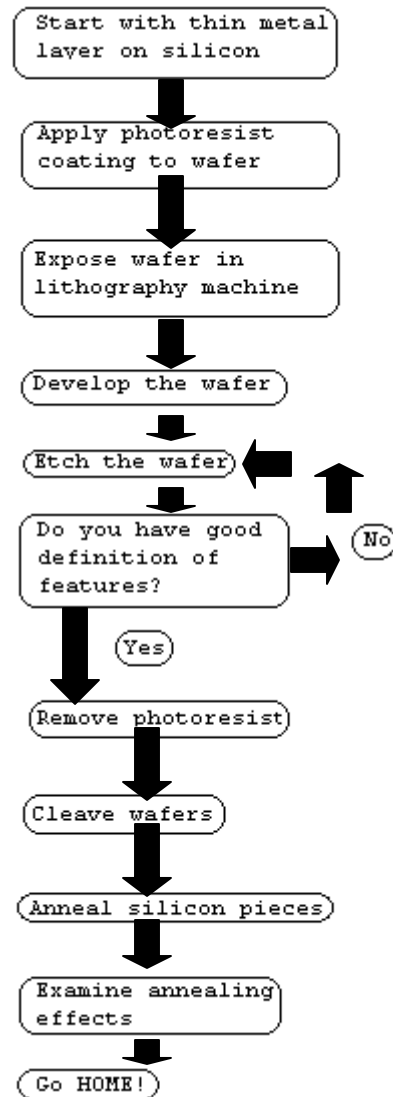 Start with thin metal
layer on silicon
Apply photoresist
coating to wafer
Expose wafer in
lithography machine
Develop the wafer
Etch the wafer
Do you have good
definition of
features?
No
Yes
Remove photoresist
Cleave wafers
Anneal silicon pieces
Examine annealing
effects
Go HOME!